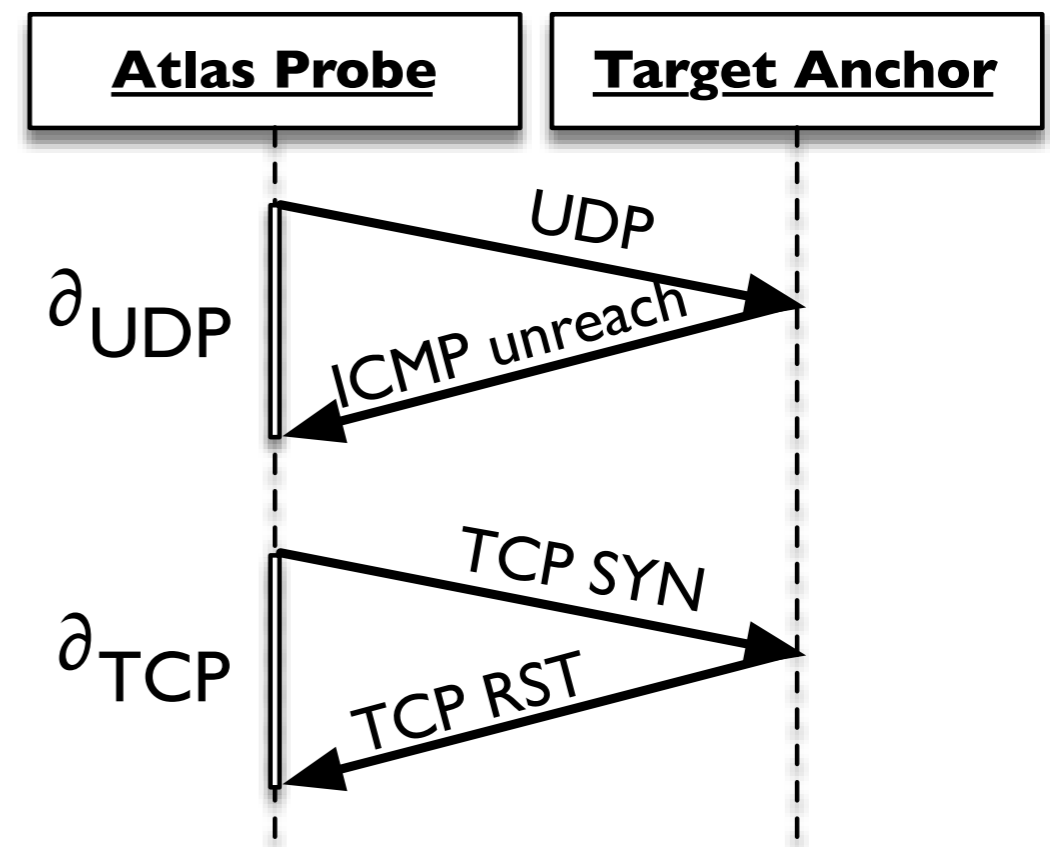 Atlas Probe
Target Anchor
UDP
∂UDP
ICMP unreach
TCP SYN
∂TCP
TCP RST